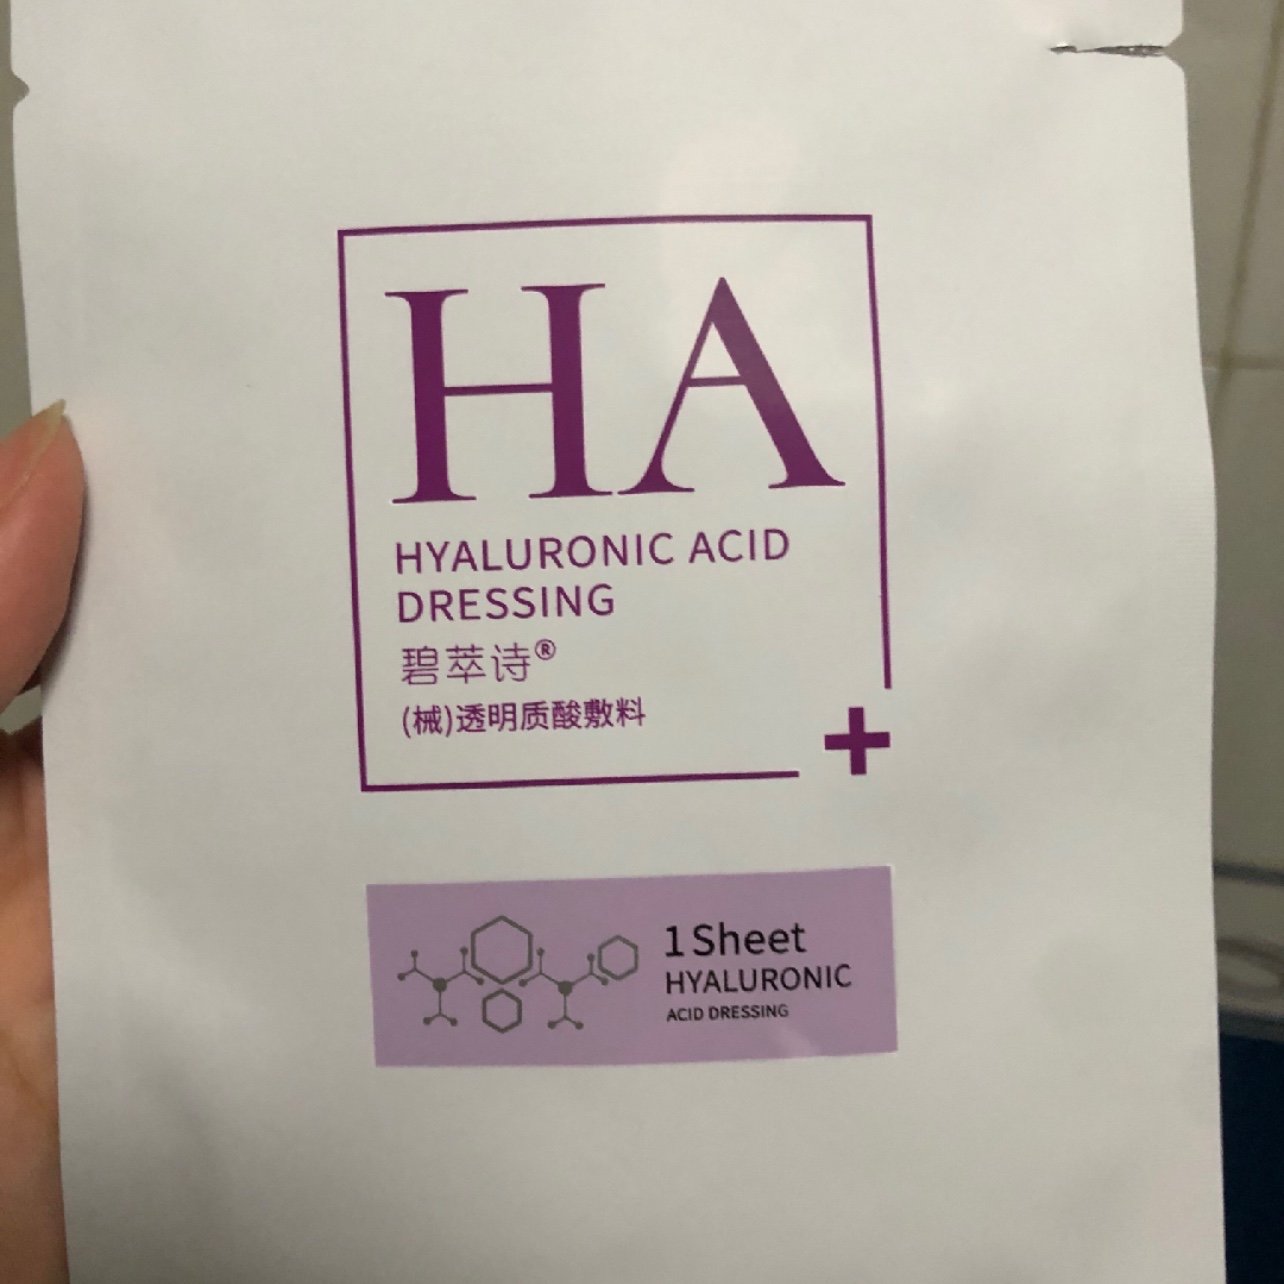 HA
HYALURONIC ACID
DRESSING
碧萃诗®
(械)透明质酸敷料
1 Sheet
HYALURONIC
ACID DRESSING